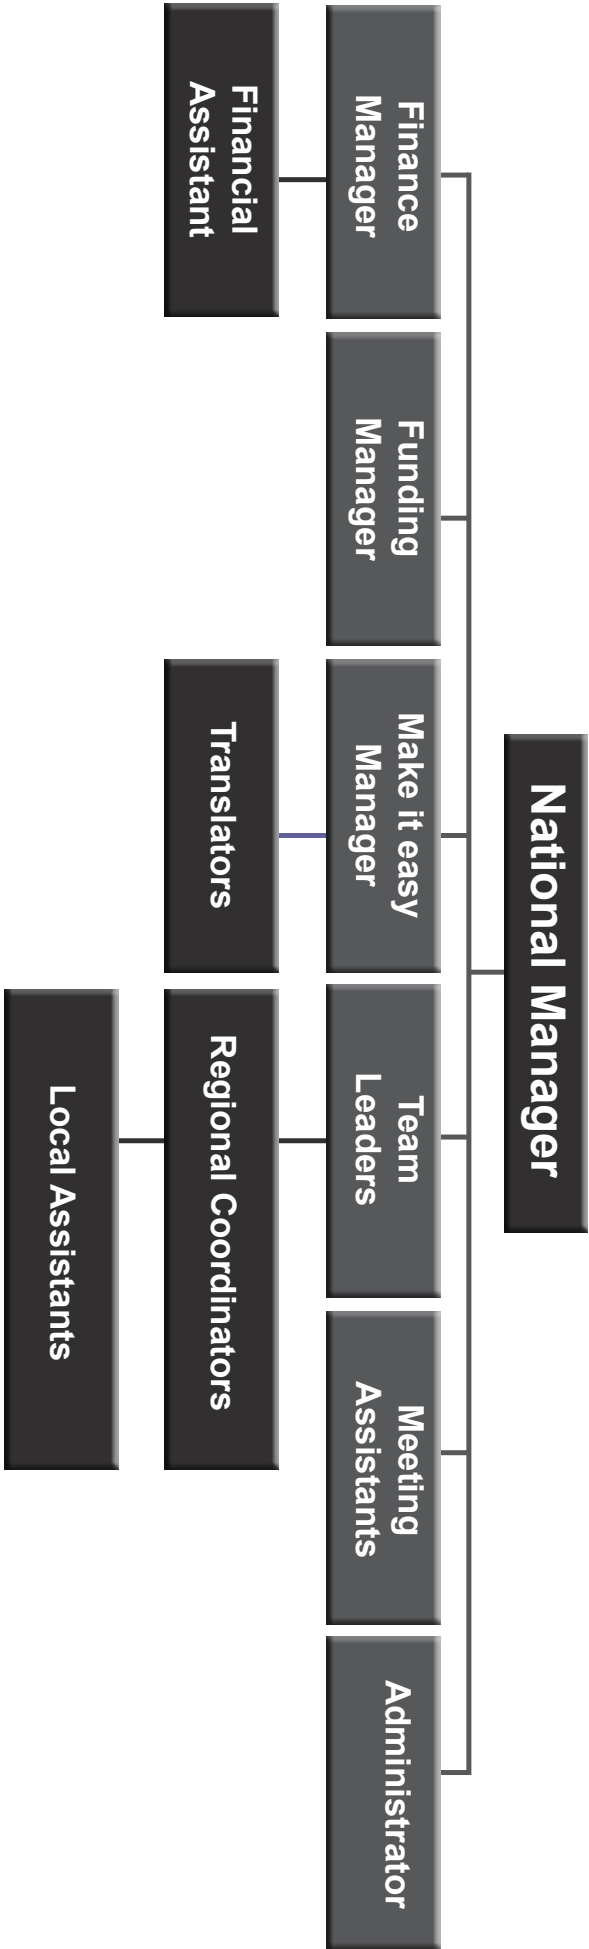 National Manager
Finance
Manager
Funding
Manager
Make it easy
Manager
Team
Leaders
Meeting
Assistants
Administrator
Financial
Assistant
Translators
Regional Coordinators
Local Assistants